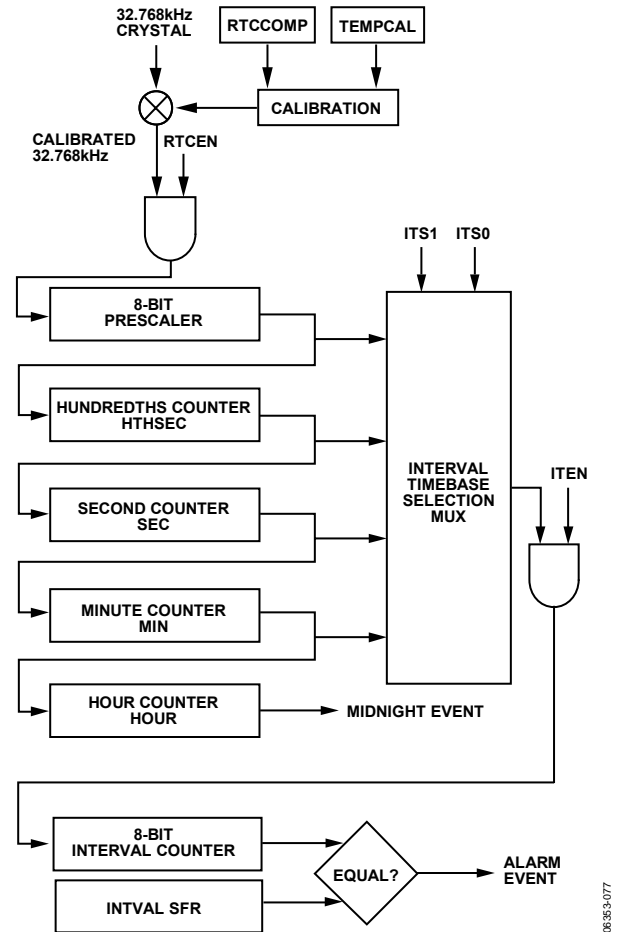 32.768kHz
CRYSTAL
RTCCOMP
TEMPCAL
CALIBRATION
CALIBRATED
32.768kHz
RTCEN
ITS1
ITS0
8-BIT
PRESCALER
HUNDREDTHS COUNTER
HTHSEC
INTERVAL
TIMEBASE
SELECTION
MUX
ITEN
SECOND COUNTER
SEC
MINUTE COUNTER
MIN
HOUR COUNTER
HOUR
MIDNIGHT EVENT
8-BIT
INTERVAL COUNTER
EQUAL?
ALARM
EVENT
INTVAL SFR
06353-077